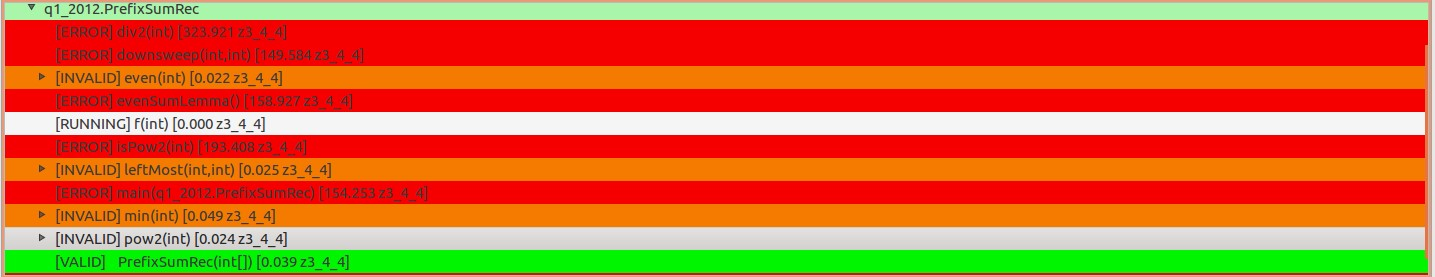 q1_2012.PrefixSumRec
[ERROR] div2(int) [323.921 z3_4_4]
[ERROR] downsweep(int,int) [149.584 z3_4_4]
[INVALID] even(int) [0.022 z3_4_4]
[ERROR] evenSumLemma() [158.927 z3_4_4]
[RUNNING] f(int) [0.000 z3_4_4]
[ERROR] isPow2(int) [193.408 z3_4_4]
[INVALID] leftMost(int,int) [0.025 z3_4_4]
[ERROR] main(q1_2012.PrefixSumRec) [154.253 z3_4_4]
[INVALID] min(int) [0.049 z3_4_4]
[INVALID] pow2(int) [0.024 z3_4_4]
[VALID] PrefixSumRec(int[]) [0.039 z3_4_4]